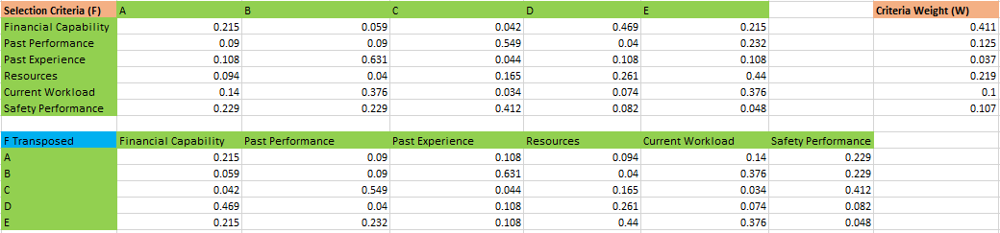 Selection Criteria (F) A B C D E Criteria Weight (W)
Financial Capability 0.215 0.059 0.042 0.469 0.215 0.411
Past Performance 0.09 0.09 0.549 0.04 0.232 0.125
Past Experience 0.108 0.631 0.044 0.108 0.108 0.037
Resources 0.094 0.04 0.165 0.261 0.44 0.219
Current Workload 0.14 0.376 0.034 0.074 0.376 0.1
Safety Performance 0.229 0.229 0.412 0.082 0.048 0.107
F Transposed Financial Capability Past Performance Past Experience Resources Current Workload Safety Performance
A 0.215 0.09 0.108 0.094 0.14 0.229
B 0.059 0.09 0.631 0.04 0.376 0.229
C 0.042 0.549 0.044 0.165 0.034 0.412
D 0.469 0.04 0.108 0.261 0.074 0.082
E 0.215 0.232 0.108 0.44 0.376 0.048